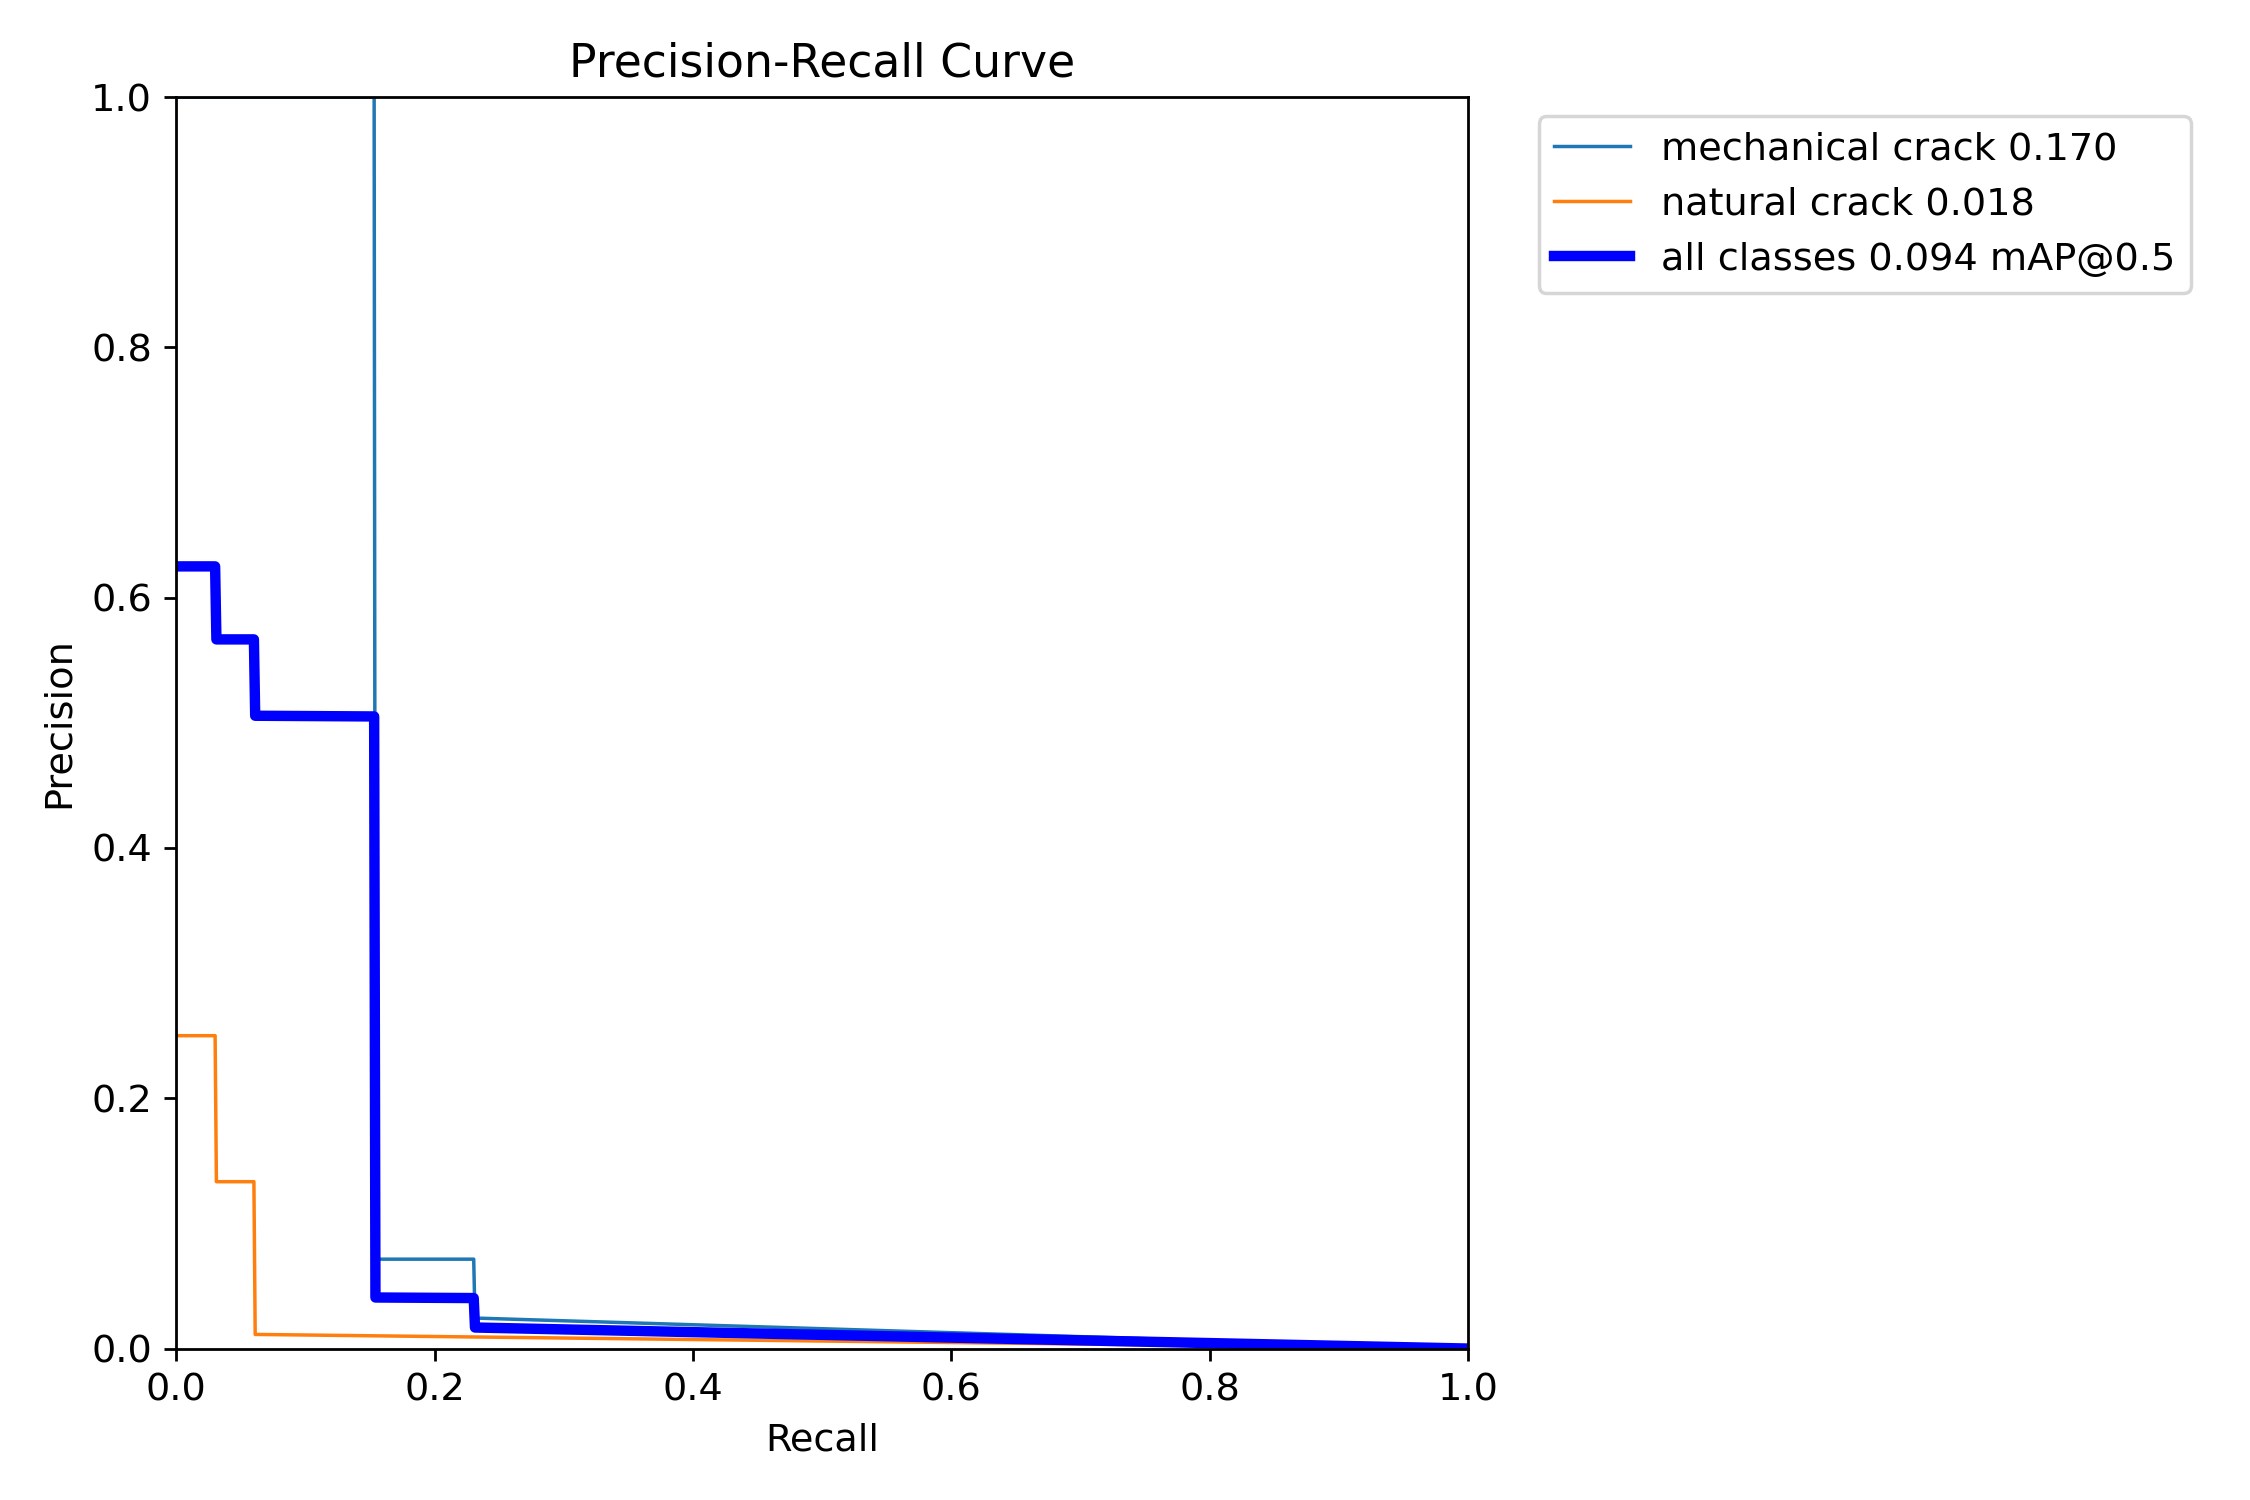 Precision-Recall Curve
1.0
0.8
0.6
0.4
0.2
0.0
Precision
0.0 0.2 0.4 0.6 0.8 1.0
Recall
mechanical crack 0.170
natural crack 0.018
all classes 0.094 mAP@0.5